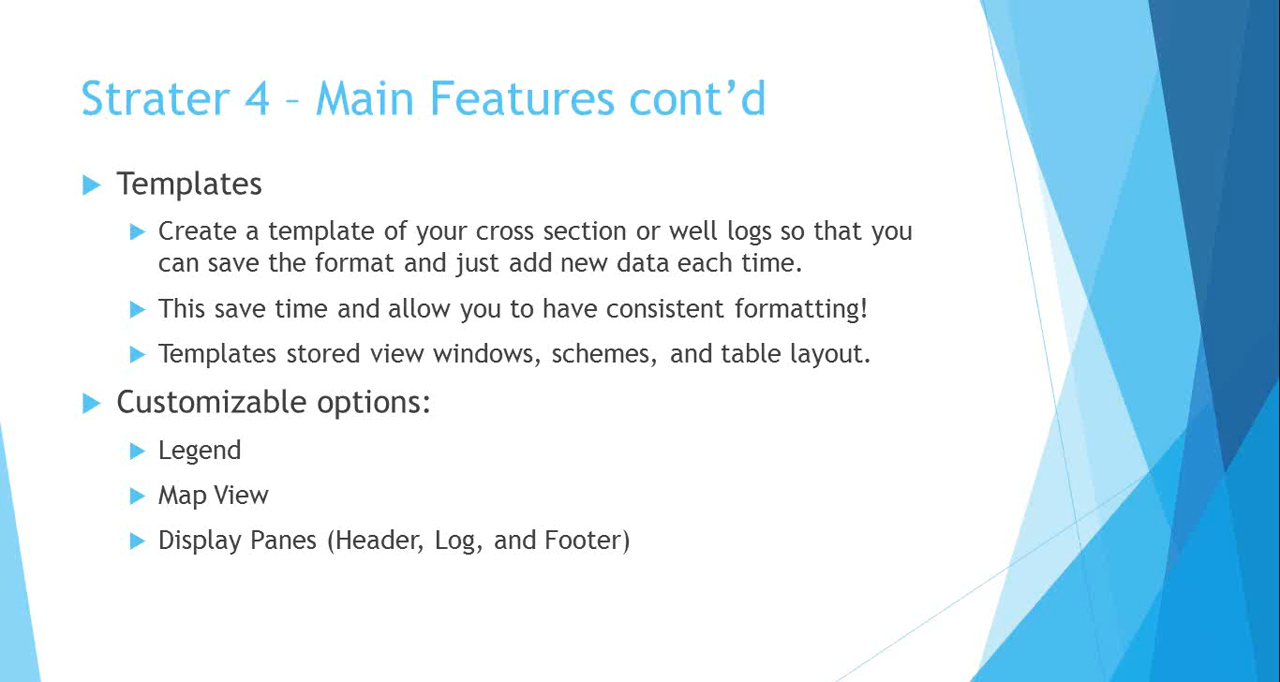 Strater 4 – Main Features cont’d
Templates
Create a template of your cross section or well logs so that you
can save the format and just add new data each time.
This save time and allow you to have consistent formatting!
Templates stored view windows, schemes, and table layout.
Customizable options:
Legend
Map View
Display Panes (Header, Log, and Footer)